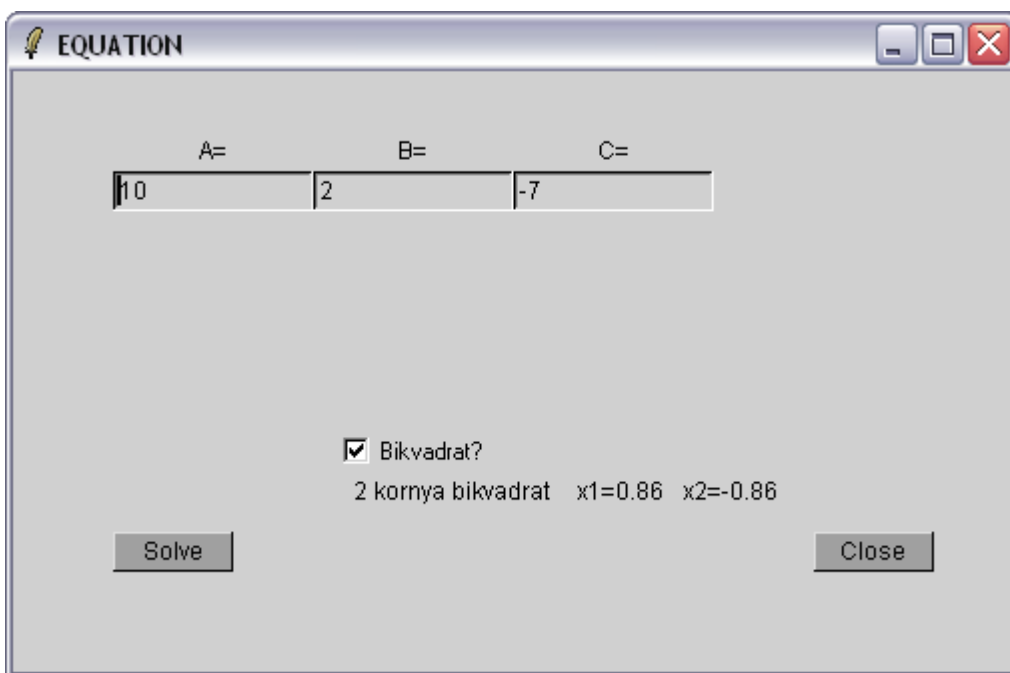 EQUATION
A= B= C=
10 2 -7
Bikvadrat?
2 kornya bikvadrat x1=0.86 x2=-0.86
Solve Close